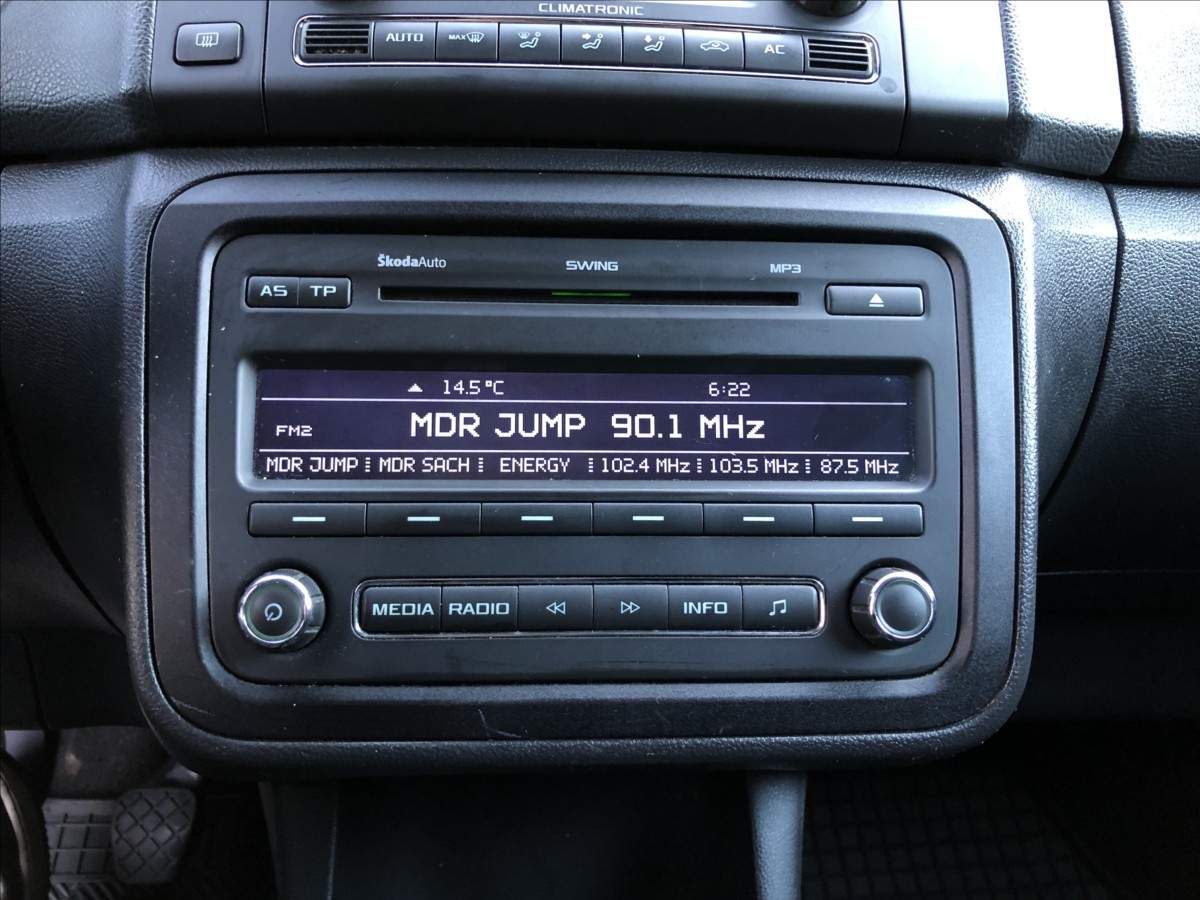 CLIMATRONIC
AUTO MAX AC
ŠkodaAuto SWING MP3
AS TP
14.5°C 6:22
FM2 MDR JUMP 90.1 MHz
MDR JUMP MDR SACH ENERGY 102.4 MHz 103.5 MHz 87.5 MHz
MEDIA RADIO INFO